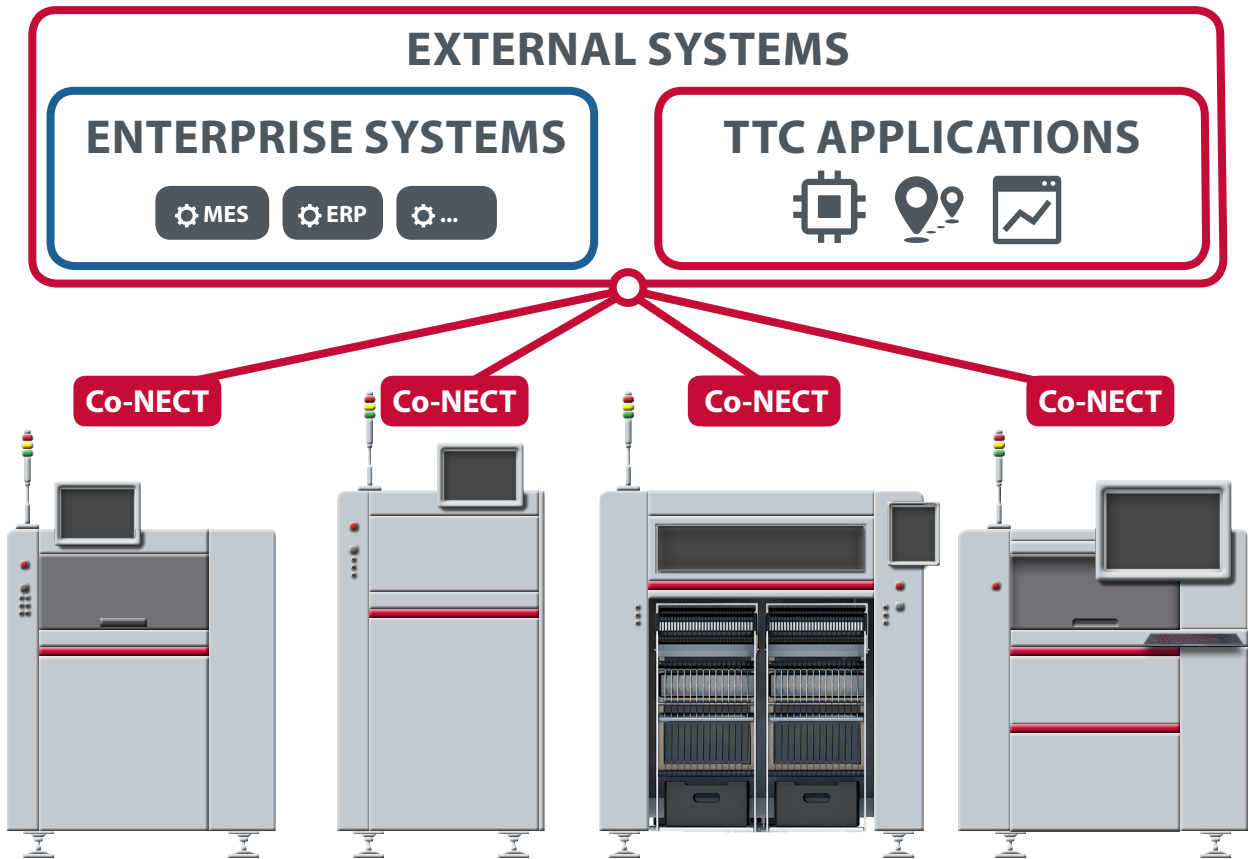 EXTERNAL SYSTEMS
ENTERPRISE SYSTEMS
TTC APPLICATIONS
MES
ERP
...
Co-NECT
Co-NECT
Co-NECT
Co-NECT